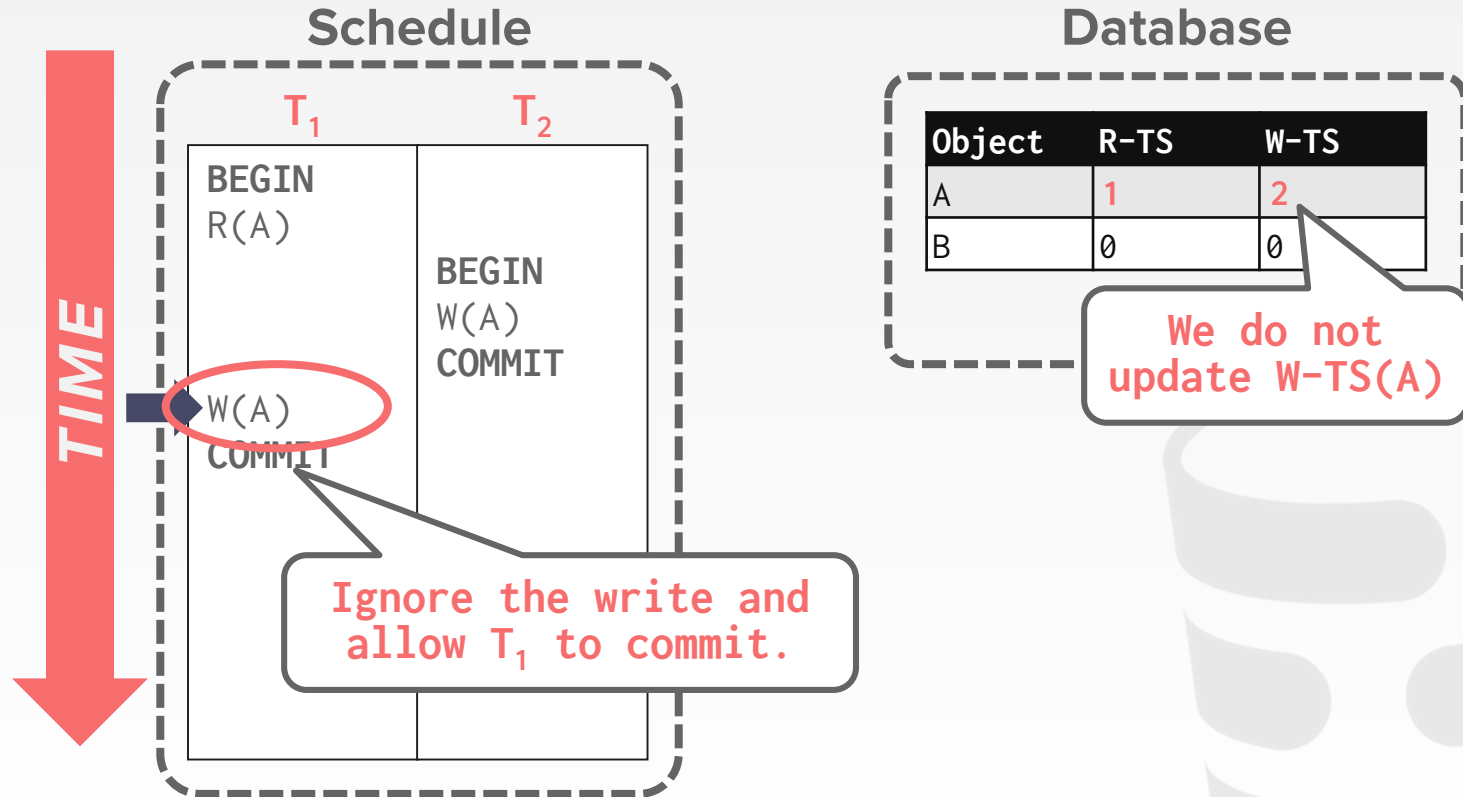 Schedule
TIME
T₁ T₂
BEGIN
R(A)
BEGIN
W(A)
COMMIT
W(A)
COMMIT
Ignore the write and
allow T₁ to commit.
Database
Object R-TS W-TS
A 1 2
B 0 0
We do not
update W-TS(A)